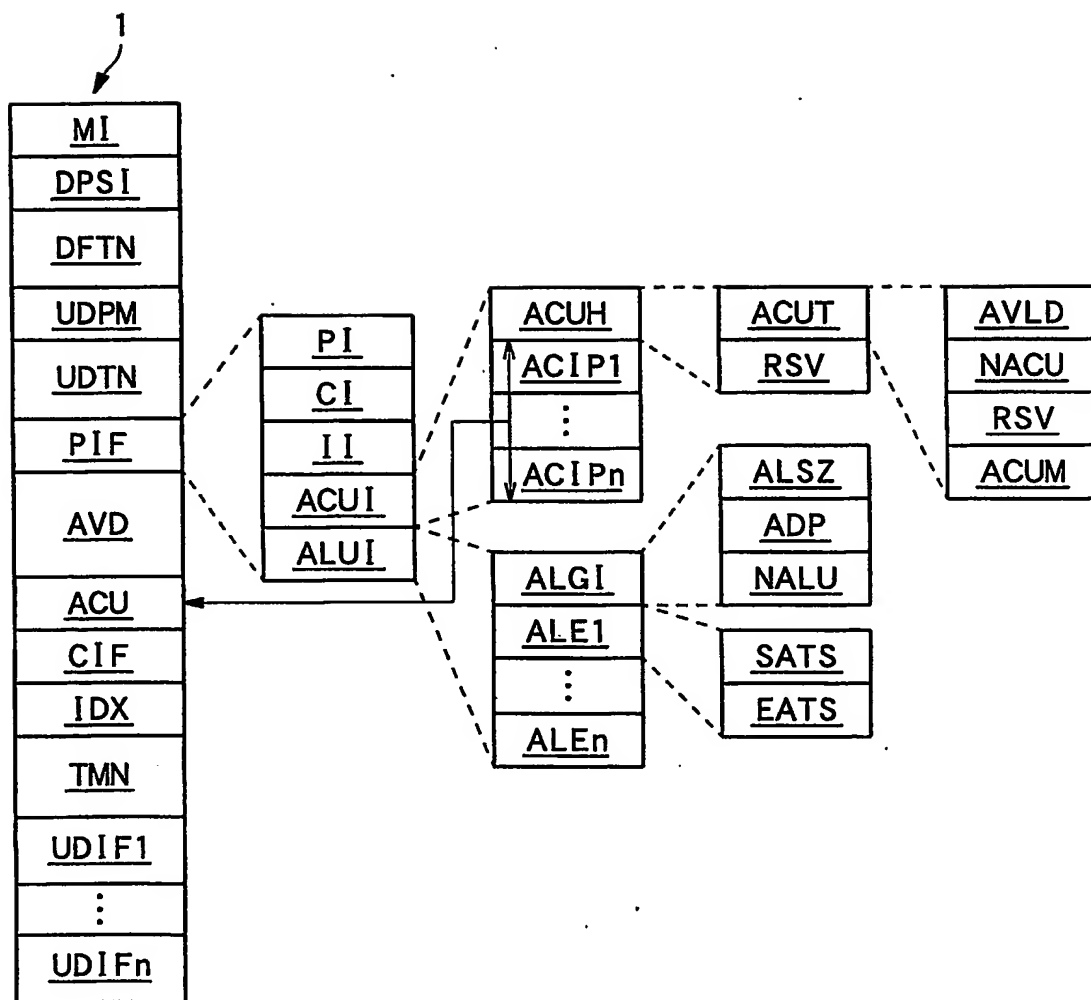 1
MI
DPSI
DFTN
UDPM
UDTN
PIF
AVD
ACU
CIF
IDX
TMN
UDIF1
⋮
UDIFn
PI
CI
II
ACUI
ALUI
ACUH
ACIP1
⋮
ACIPn
ALGI
ALE1
⋮
ALEn
ACUT
RSV
ALSZ
ADP
NALU
SATS
EATS
AVLD
NACU
RSV
ACUM